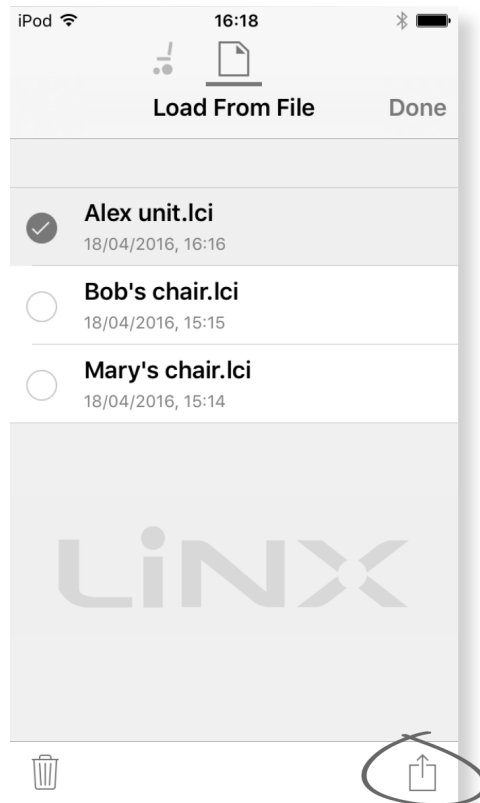 iPod 16:18
Load From File Done
Alex unit.lci
18/04/2016, 16:16
Bob's chair.lci
18/04/2016, 15:15
Mary's chair.lci
18/04/2016, 15:14
LiNX